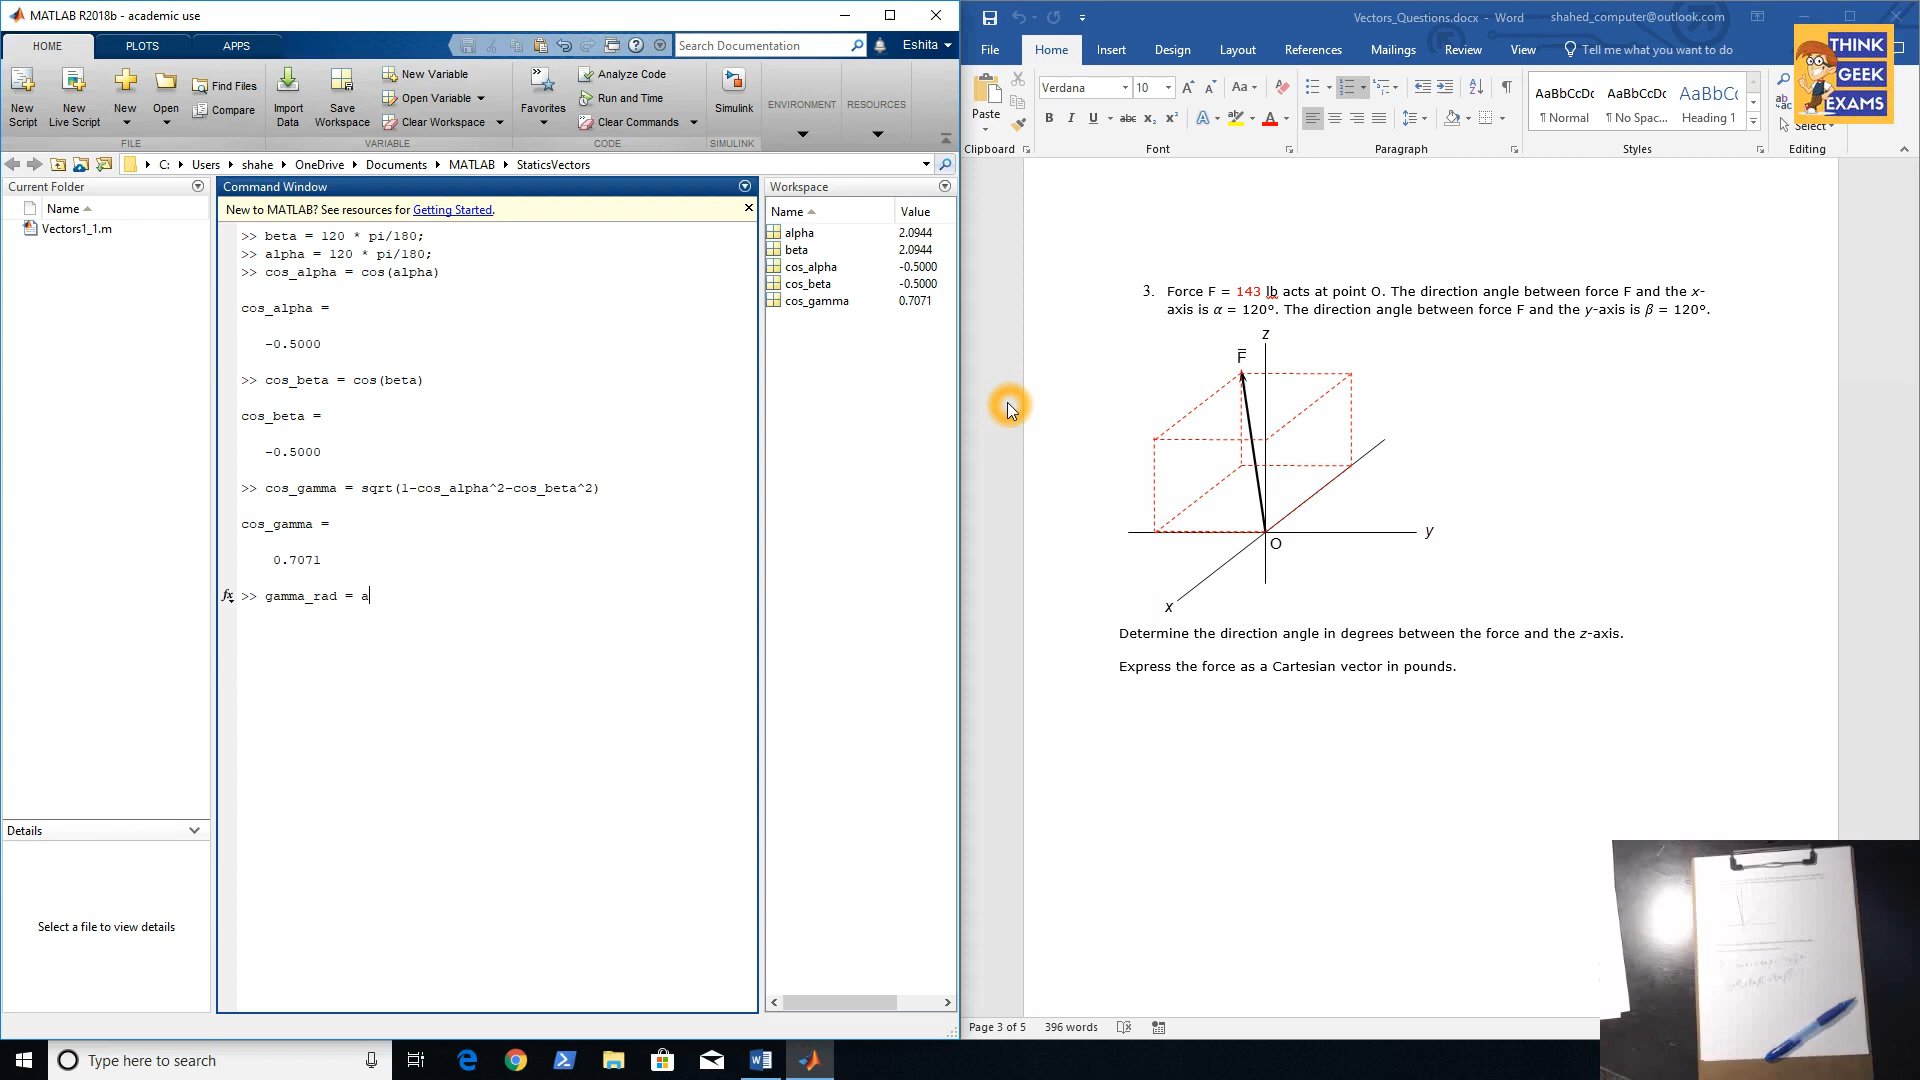 MATLAB R2018b - academic use
HOME
PLOTS
APPS
Search Documentation
Eshita
New Script
New Live Script
New
Open
Find Files
Compare
Import Data
Save Workspace
New Variable
Open Variable
Clear Workspace
Favorites
Analyze Code
Run and Time
Clear Commands
Simulink
ENVIRONMENT
RESOURCES
FILE
VARIABLE
CODE
SIMULINK
C: Users shahe OneDrive Documents MATLAB StaticsVectors
Current Folder
Name
Vectors1_1.m
Details
Select a file to view details
Command Window
New to MATLAB? See resources for Getting Started.
>> beta = 120 * pi/180;
>> alpha = 120 * pi/180;
>> cos_alpha = cos(alpha)
cos_alpha =
-0.5000
>> cos_beta = cos(beta)
cos_beta =
-0.5000
>> cos_gamma = sqrt(1-cos_alpha^2-cos_beta^2)
cos_gamma =
0.7071
fx >> gamma_rad = a
Workspace
Name Value
alpha 2.0944
beta 2.0944
cos_alpha -0.5000
cos_beta -0.5000
cos_gamma 0.7071
Vectors_Questions.docx - Word
shahed_computer@outlook.com
File
Home
Insert
Design
Layout
References
Mailings
Review
View
Tell me what you want to do
THINK
GEEK
EXAMS
Paste
Verdana
10
AaBbCcDc
¶ Normal
AaBbCcDc
¶ No Spac...
AaBbCc
Heading 1
Select
Clipboard
Font
Paragraph
Styles
Editing
3. Force F = 143 lb acts at point O. The direction angle between force F and the x-
axis is α = 120°. The direction angle between force F and the y-axis is β = 120°.
z
F
y
O
x
Determine the direction angle in degrees between the force and the z-axis.
Express the force as a Cartesian vector in pounds.
Page 3 of 5
396 words
Type here to search